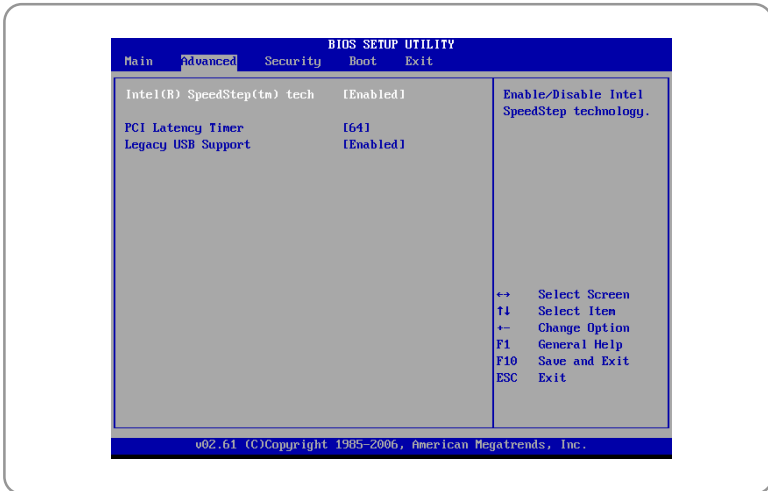 BIOS SETUP UTILITY
Main Advanced Security Boot Exit
Intel(R) SpeedStep(tm) tech [Enabled]
PCI Latency Timer [64]
Legacy USB Support [Enabled]
Enable/Disable Intel
SpeedStep technology.
↔ Select Screen
↑↓ Select Item
+- Change Option
F1 General Help
F10 Save and Exit
ESC Exit
v02.61 (C)Copyright 1985-2006, American Megatrends, Inc.